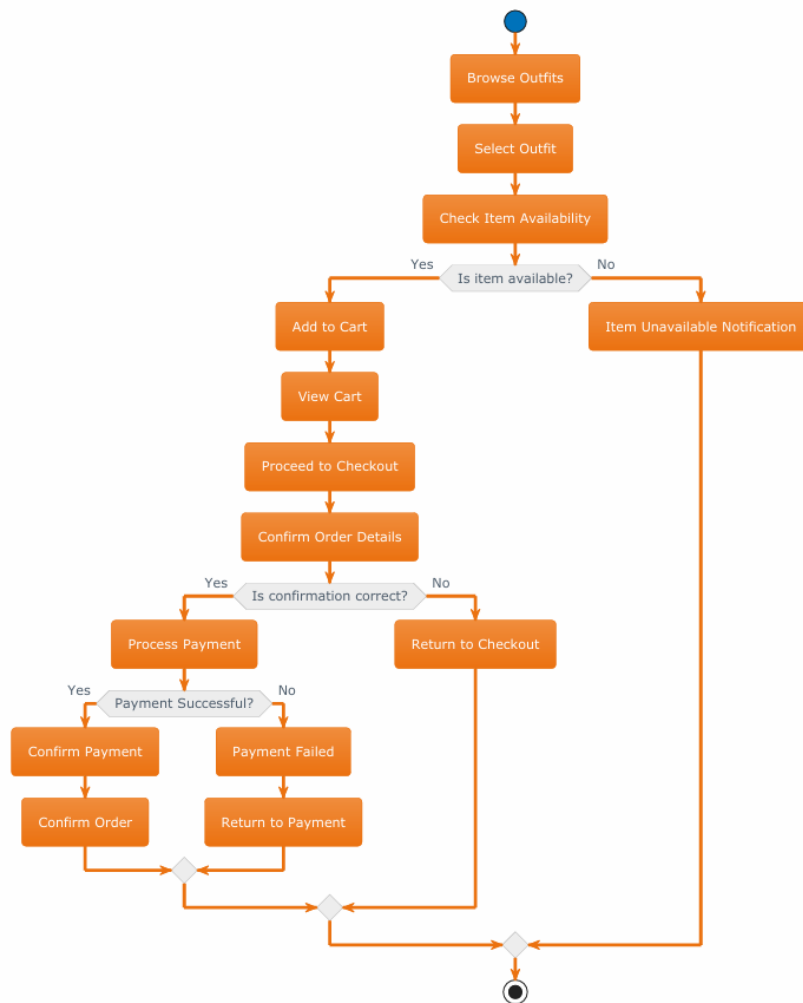 Browse Outfits
Select Outfit
Check Item Availability
Yes
Is item available?
No
Add to Cart
Item Unavailable Notification
View Cart
Proceed to Checkout
Confirm Order Details
Yes
Is confirmation correct?
No
Process Payment
Return to Checkout
Yes
Payment Successful?
No
Confirm Payment
Payment Failed
Confirm Order
Return to Payment